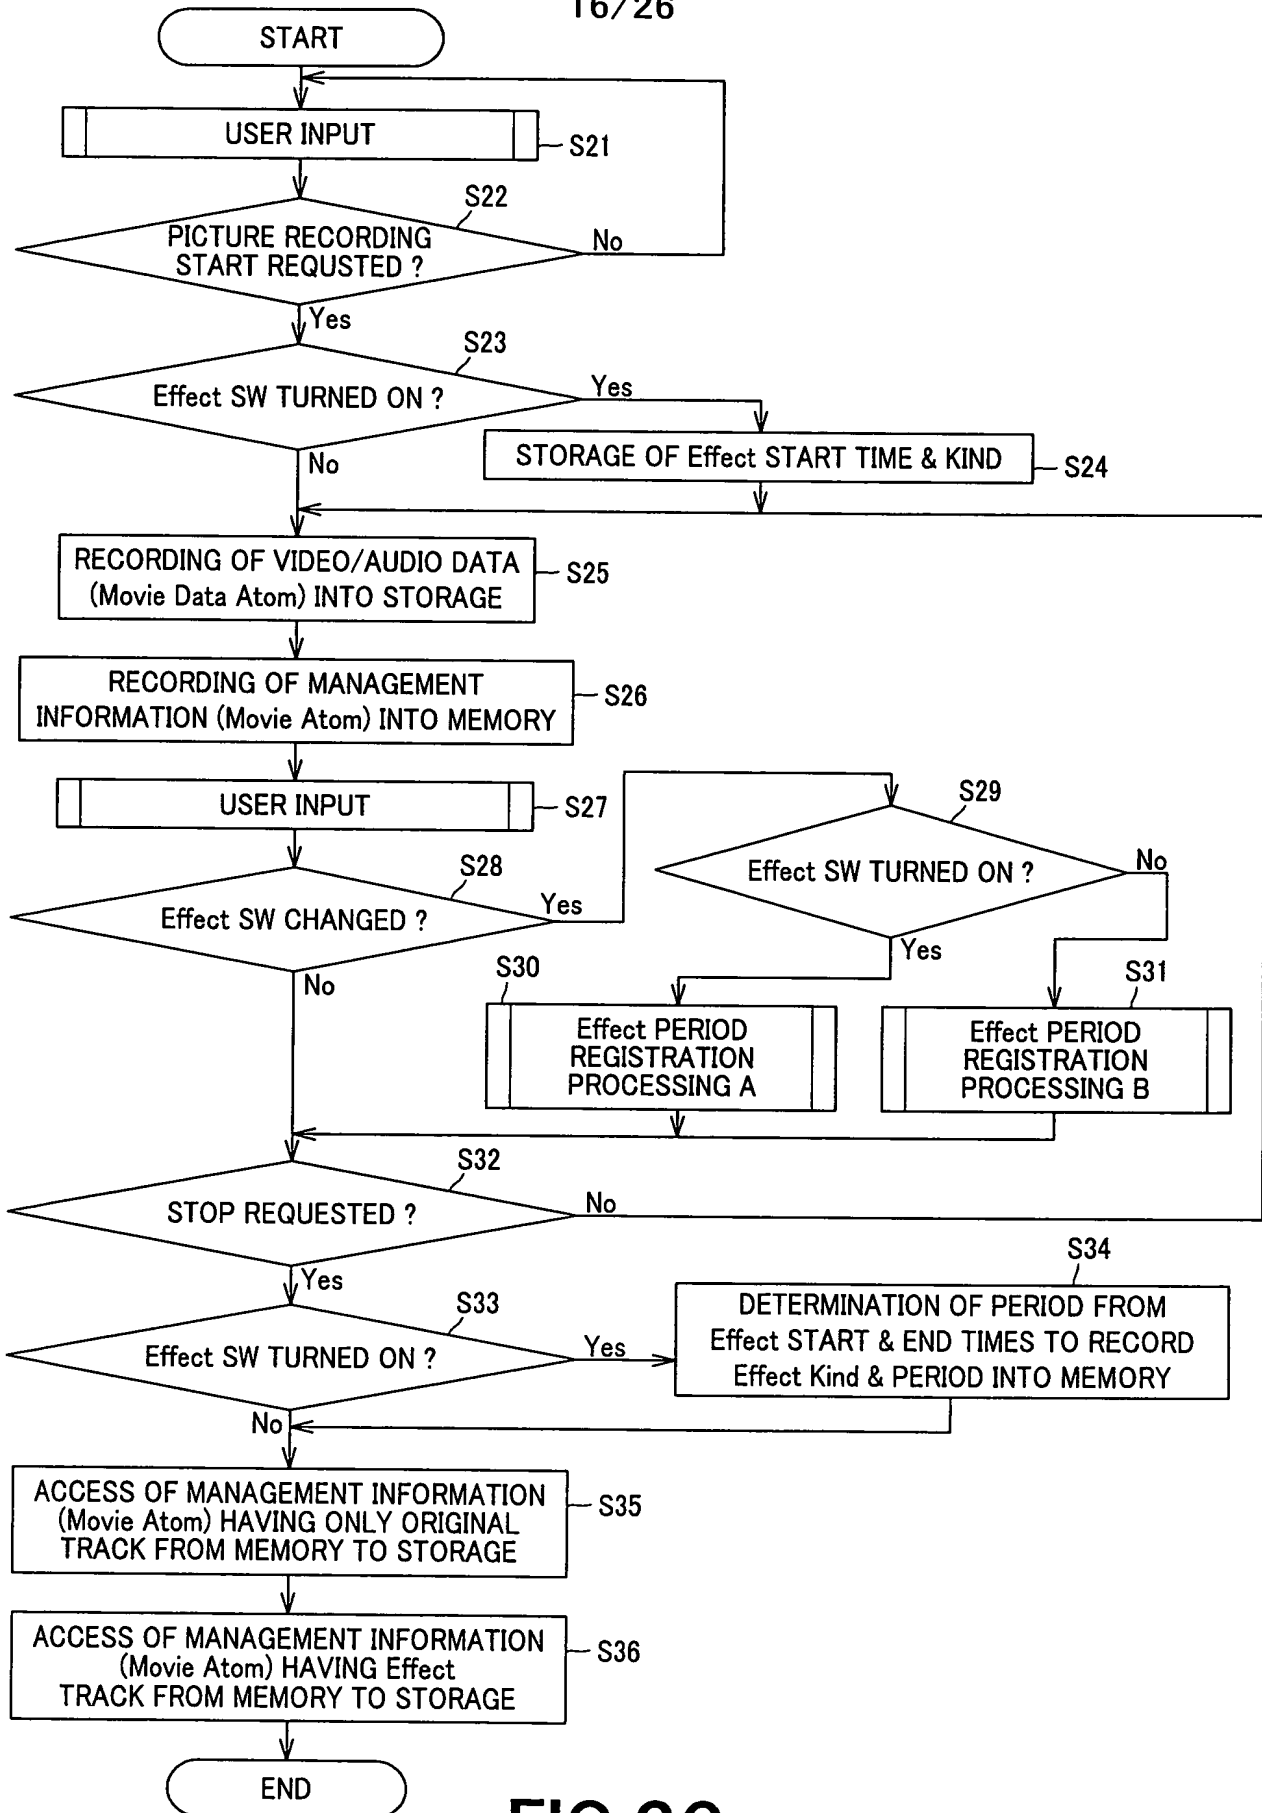 16/26
START
USER INPUT
S21
S22
PICTURE RECORDING
START REQUSTED ?
No
Yes
S23
Effect SW TURNED ON ?
Yes
No
STORAGE OF Effect START TIME & KIND
S24
RECORDING OF VIDEO/AUDIO DATA
(Movie Data Atom) INTO STORAGE
S25
RECORDING OF MANAGEMENT
INFORMATION (Movie Atom) INTO MEMORY
S26
USER INPUT
S27
S28
Effect SW CHANGED ?
Yes
No
S29
Effect SW TURNED ON ?
No
Yes
S30
Effect PERIOD
REGISTRATION
PROCESSING A
S31
Effect PERIOD
REGISTRATION
PROCESSING B
S32
STOP REQUESTED ?
No
Yes
S33
Effect SW TURNED ON ?
Yes
No
S34
DETERMINATION OF PERIOD FROM
Effect START & END TIMES TO RECORD
Effect Kind & PERIOD INTO MEMORY
ACCESS OF MANAGEMENT INFORMATION
(Movie Atom) HAVING ONLY ORIGINAL
TRACK FROM MEMORY TO STORAGE
S35
ACCESS OF MANAGEMENT INFORMATION
(Movie Atom) HAVING Effect
TRACK FROM MEMORY TO STORAGE
S36
END